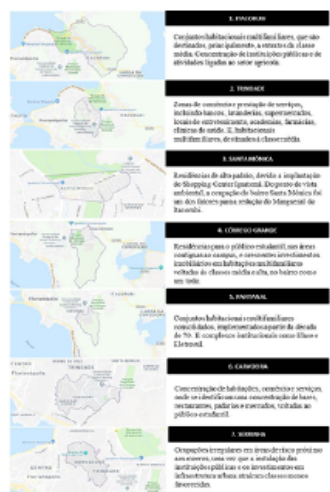 1. ITACORUBI
Conjuntos habitacionais multifamiliares, que são
destinados, principalmente, a estratos da classe
média. Concentração de instituições públicas e de
atividades ligadas ao setor agrícola.
2. TRINDADE
Zonas de comércio e prestação de serviços,
incluindo bancos, lavanderias, supermercados,
locais de entretenimento, academias, farmácias,
clínicas de saúde. E, habitacionais
multifamiliares, destinados à classe média.
3. SANTA MÔNICA
Residências de alto padrão, devido a implantação
do Shopping Center Iguatemi. Do ponto de vista
ambiental, a ocupação do bairro Santa Mônica foi
um dos fatores para a redução do Manguezal do
Itacorubi.
4. CÓRREGO GRANDE
Residências para o público estudantil, nas áreas
contíguas ao campus, e crescentes investimentos
imobiliários em habitações multifamiliares
voltadas às classes média e alta, no bairro como
um todo.
5. PANTANAL
Conjuntos habitacionais multifamiliares
consolidados, implementados a partir da década
de 70. E complexos institucionais como
Eletrosul.
6. CARVOEIRA
Concentração de habitações, comércio e serviços,
onde se identifica uma concentração de bares,
restaurantes, padarias e mercados, voltadas ao
público estudantil.
7. SERRINHA
Ocupações irregulares em áreas de risco próximo
aos morros, uma vez que a instalação das
instituições públicas e os investimentos em
infraestrutura urbana atraíram classes menos
favorecidas.
TRINDADE
Florianópolis